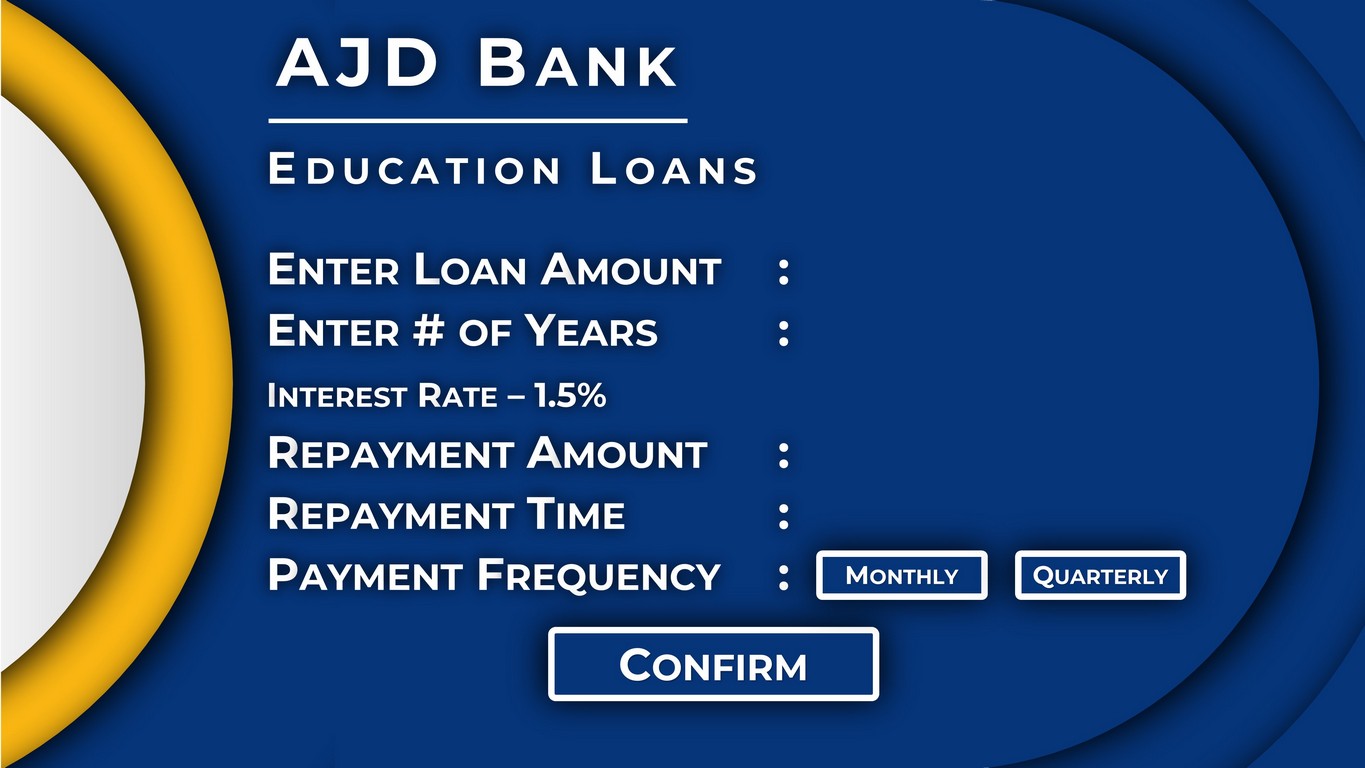 AJD Bank
Education Loans
Enter Loan Amount :
Enter # of Years :
Interest Rate – 1.5%
Repayment Amount :
Repayment Time :
Payment Frequency : Monthly Quarterly
Confirm